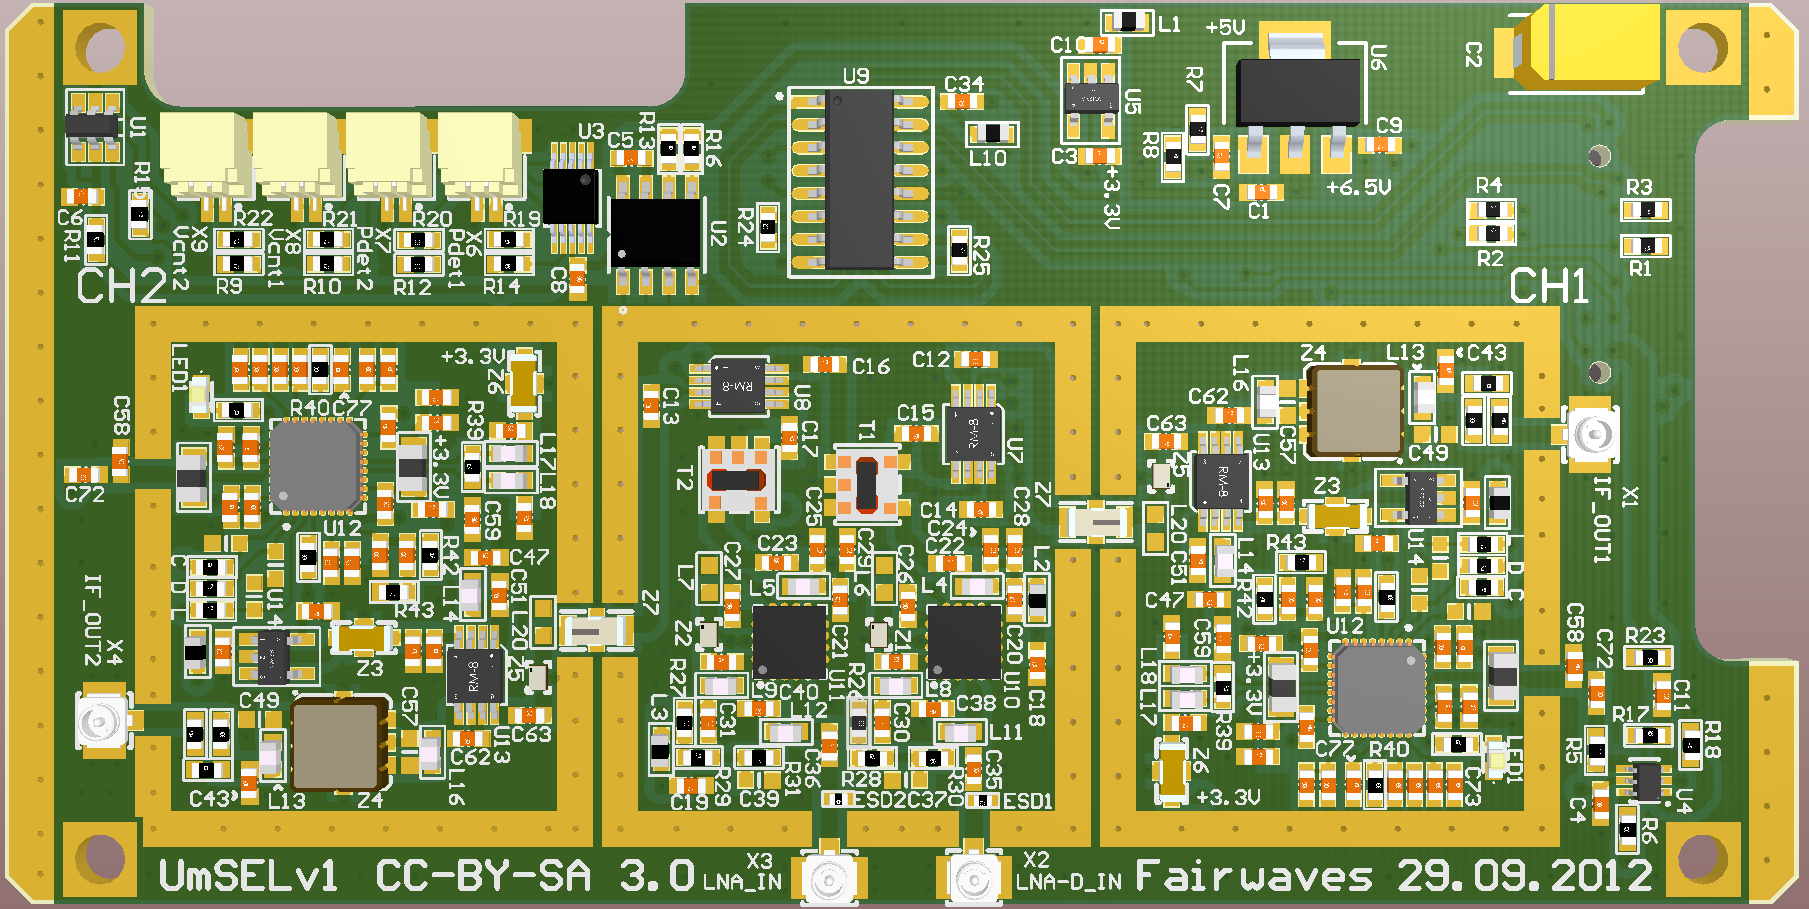 L1
+5V
C10
U6
C2
U9
R7
C34
U5
U1
U3
C5
R13
R16
L10
C3
R8
C9
+3.3V
C7
+6.5V
C1
R4
R3
C6
R11
R22
R21
R20
R19
X9
X8
X7
X6
Vcnt2
Vcnt1
Pdet2
Pdet1
R24
U2
R25
R2
R1
R9
R10
R12
R14
C8
CH2
CH1
LED1
+3.3V
Z6
C16
C12
L16
Z4
L13
C43
U8
C13
C58
R40
C77
R39
C17
T1
C15
U7
C62
C63
U13
C57
C49
Z5
RM-8
RM-8
RM-8
C72
+3.3V
L17
L18
T2
Z7
Z3
X1
IF_OUT1
U12
C59
C25
C14
C28
C24
L20
U14
R42
C47
C23
C29
C22
L2
C51
L14
R43
C
D
L
L
D
C
IF_OUT2
X4
U14
R43
L14
C51
L20
Z7
L7
C27
L5
L6
C26
L4
C47
R42
Z3
Z2
Z1
C21
C20
C59
U12
C58
C72
R23
C49
C57
RM-8
Z5
R27
L9
C40
U11
R26
L8
U10
C18
L18
L17
+3.3V
C11
L3
C31
L12
C30
C38
L11
R39
C62
U13
C63
R17
R18
R5
C77
R40
LED1
C43
L13
Z4
L16
C19
R29
C39
R31
C36
R28
C37
R30
C35
Z6
+3.3V
C73
U4
C4
R6
ESD2
ESD1
X3
LNA_IN
X2
LNA-D_IN
UmSELv1 CC-BY-SA 3.0
Fairwaves 29.09.2012